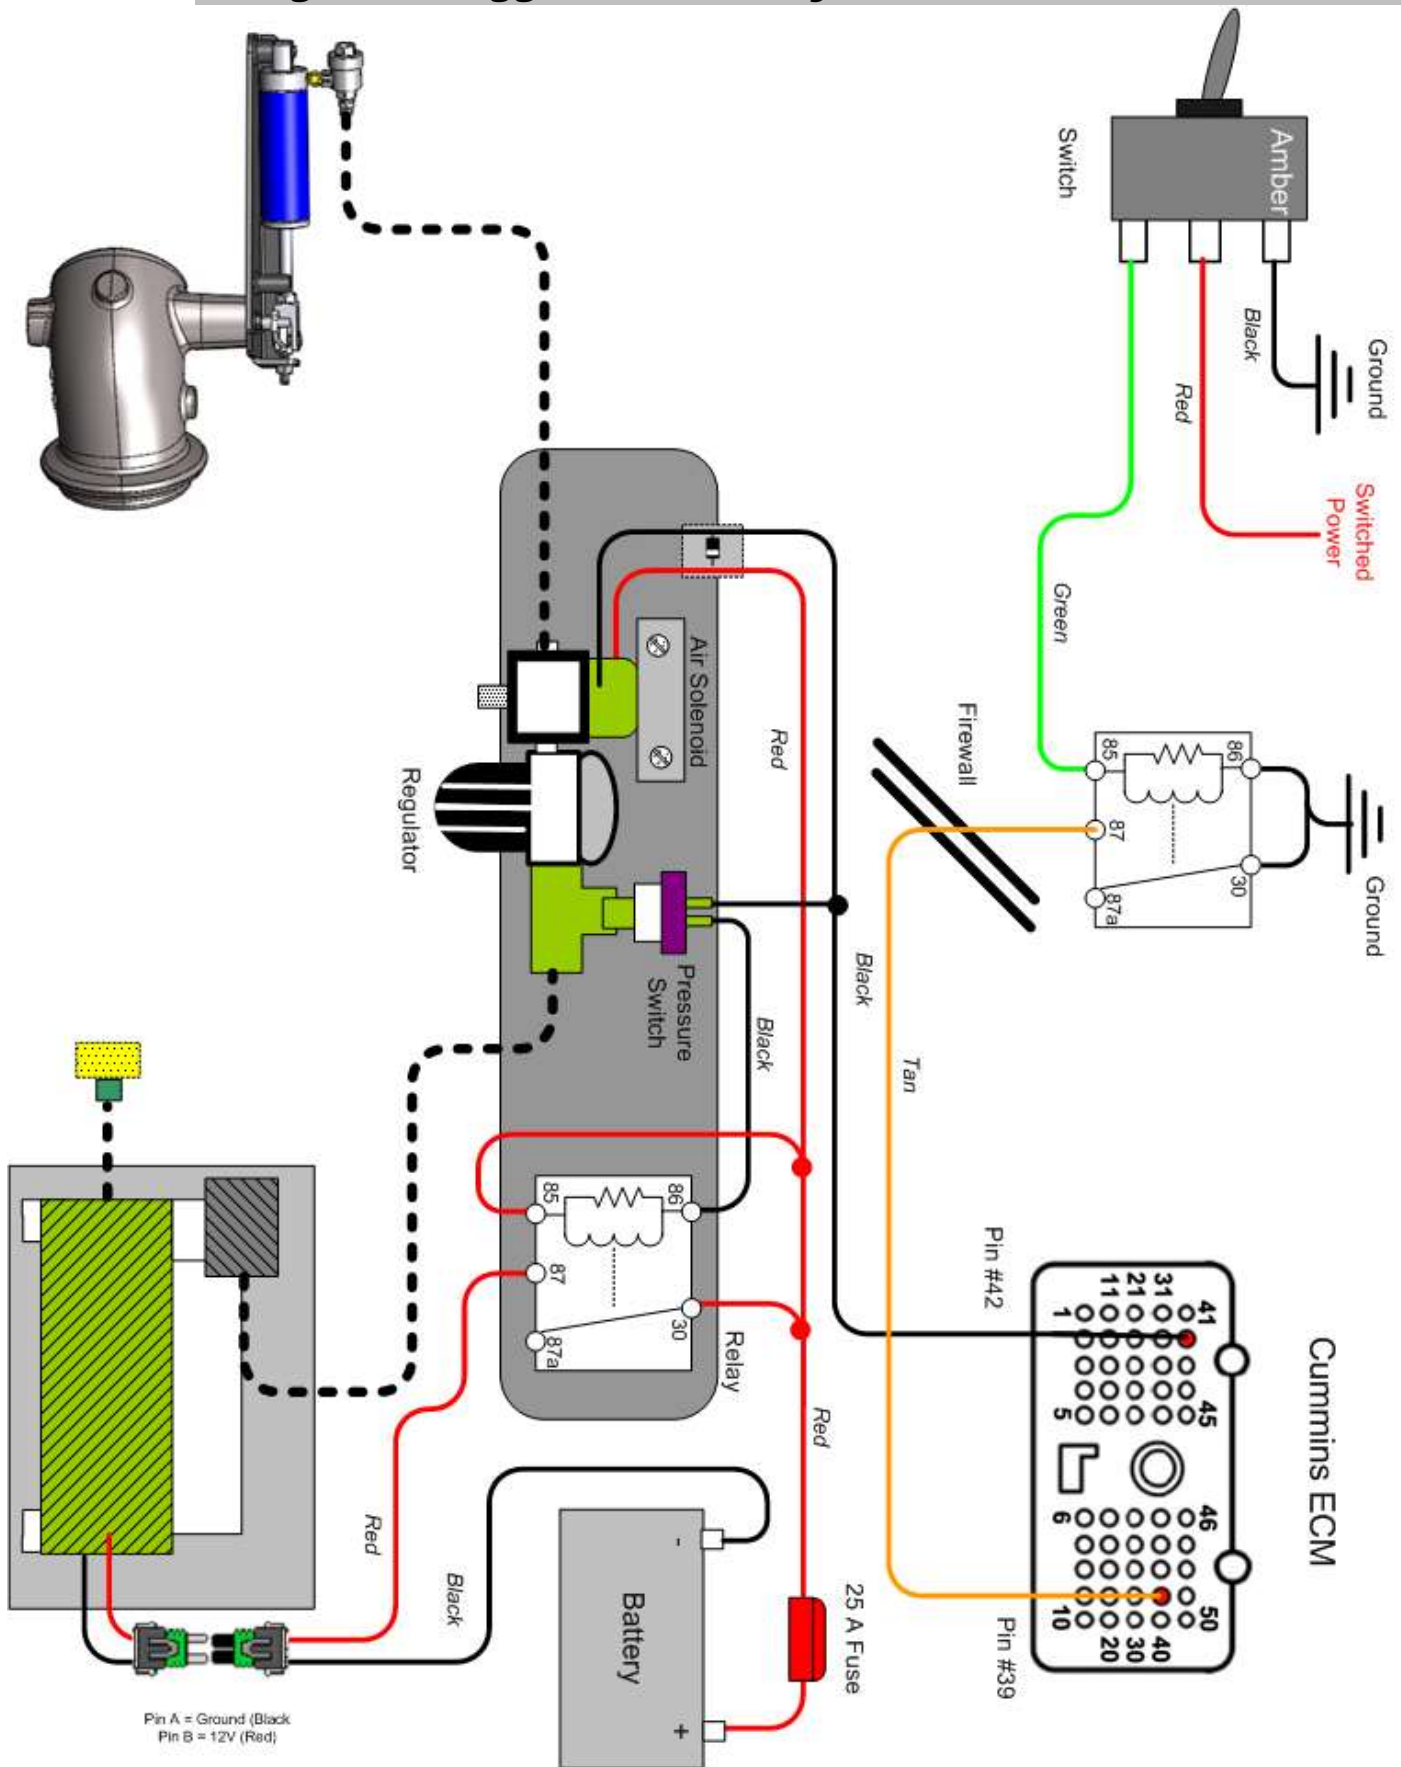 Amber
Switch
Ground
Black
Red
Switched
Power
Green
Firewall
85
86
87
30
87a
Ground
Air Solenoid
Red
Regulator
Pressure
Switch
Black
Black
Tan
85
86
87
30
87a
Relay
Red
Pin #42
Cummins ECM
1
11
21
31
41
5
45
6
46
10
20
30
40
50
Pin #39
Red
Black
-
Battery
+
25 A Fuse
Pin A = Ground (Black
Pin B = 12V (Red)